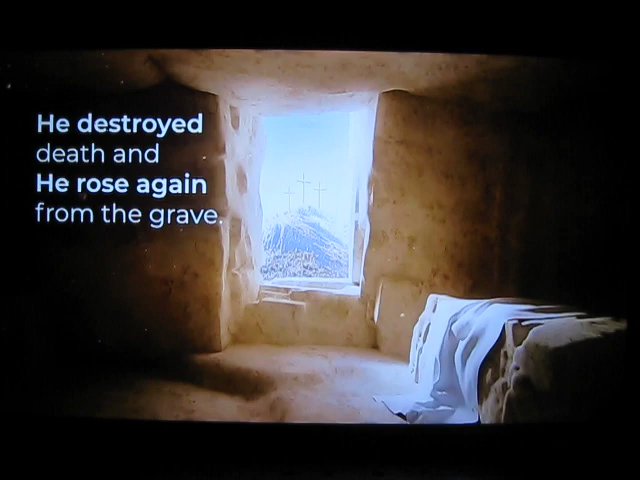 He destroyed
death and
He rose again
from the grave.